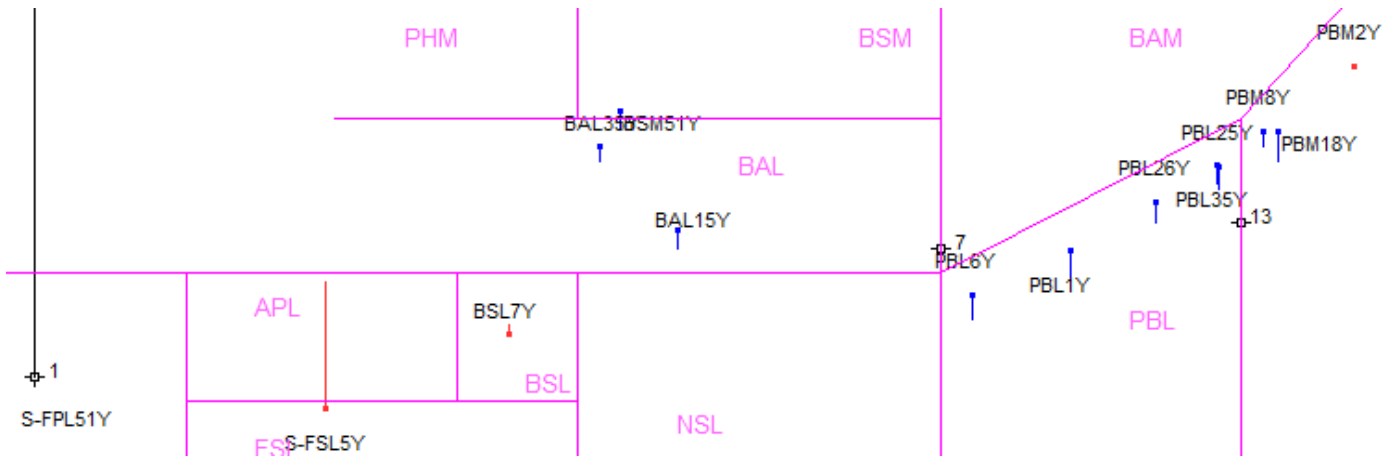 PHM
BSM
BAM
PBM2Y
PBM8Y
BAL35Y
BSM51Y
PBL25Y
PBM18Y
BAL
PBL26Y
PBL35Y
BAL15Y
13
7
PBL6Y
PBL1Y
APL
BSL7Y
PBL
1
BSL
S-FPL51Y
NSL
S-FSL5Y